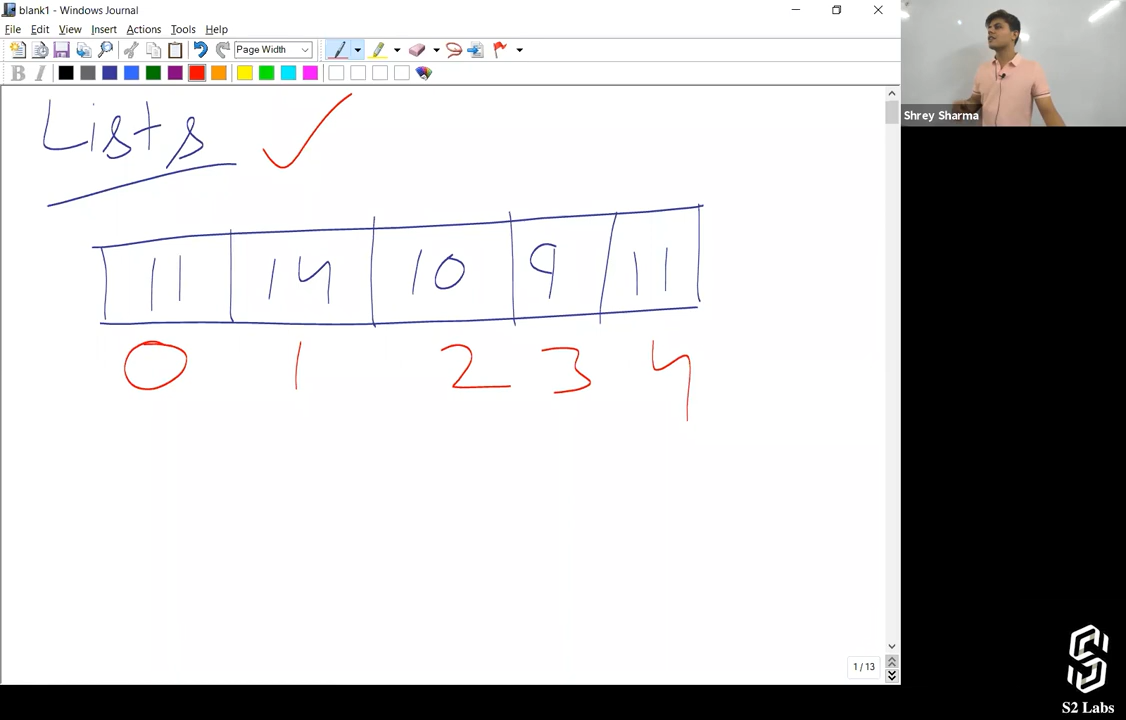 blank1 - Windows Journal
File Edit View Insert Actions Tools Help
Page Width
B I
Lists
11 14 10 9 11
0 1 2 3 4
1 / 13
Shrey Sharma
S2 Labs